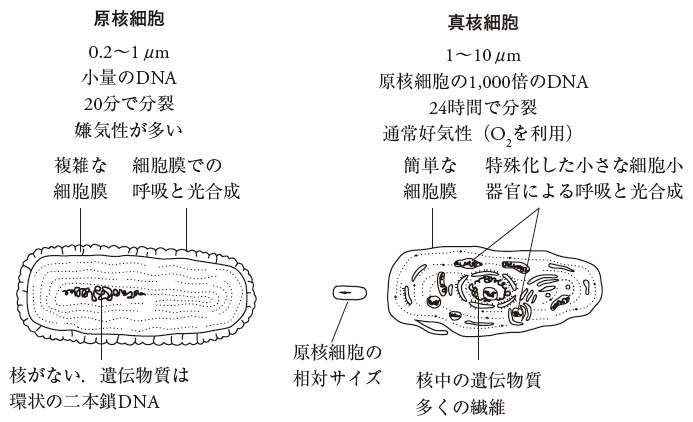 原核細胞
0.2〜1 μm
小量のDNA
20分で分裂
嫌気性が多い
複雑な
細胞膜
細胞膜での
呼吸と光合成
核がない．遺伝物質は
環状の二本鎖DNA
真核細胞
1〜10 μm
原核細胞の1,000倍のDNA
24時間で分裂
通常好気性（O₂を利用）
簡単な
細胞膜
特殊化した小さな細胞小
器官による呼吸と光合成
原核細胞の
相対サイズ
核中の遺伝物質
多くの繊維